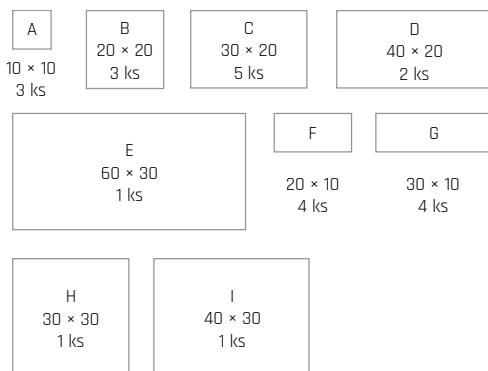 A
10 × 10
3 ks
B
20 × 20
3 ks
C
30 × 20
5 ks
D
40 × 20
2 ks
E
60 × 30
1 ks
F
20 × 10
4 ks
G
30 × 10
4 ks
H
30 × 30
1 ks
I
40 × 30
1 ks